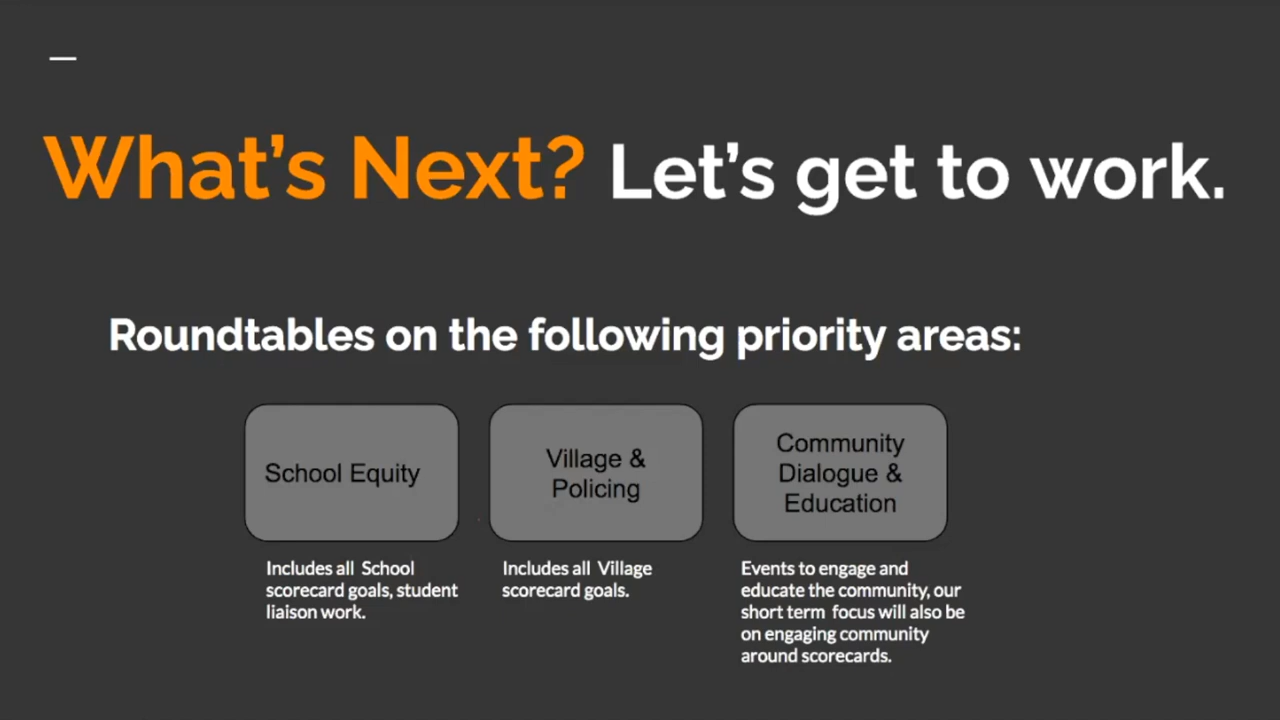 What's Next? Let's get to work.
Roundtables on the following priority areas:
School Equity
Village &
Policing
Community
Dialogue &
Education
Includes all School
scorecard goals, student
liaison work.
Includes all Village
scorecard goals.
Events to engage and
educate the community, our
short term focus will also be
on engaging community
around scorecards.